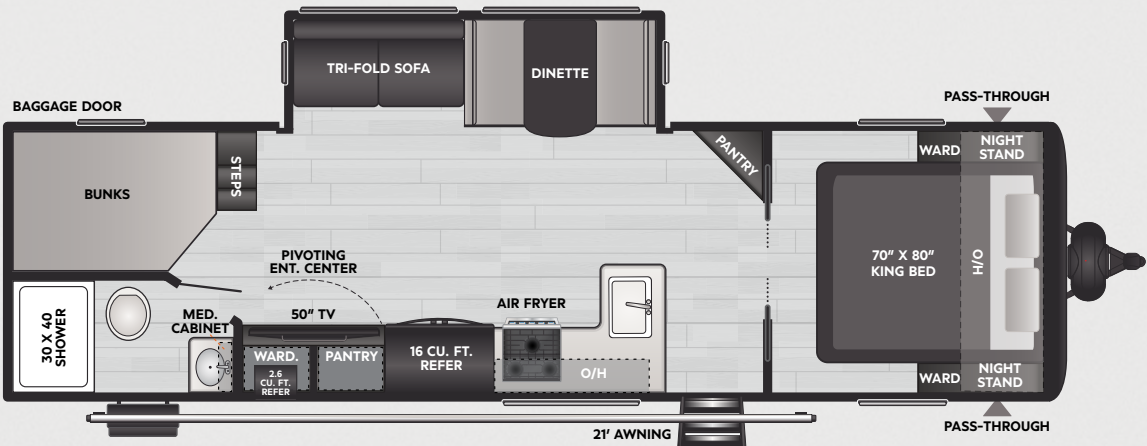 TRI-FOLD SOFA
DINETTE
BAGGAGE DOOR
PASS-THROUGH
BUNKS
STEPS
PANTRY
WARD
NIGHT
STAND
PIVOTING
ENT. CENTER
70" X 80"
KING BED
O/H
30 X 40
SHOWER
MED.
CABINET
50" TV
AIR FRYER
WARD.
2.6
CU. FT.
REFER
PANTRY
16 CU. FT.
REFER
O/H
WARD
NIGHT
STAND
21' AWNING
PASS-THROUGH